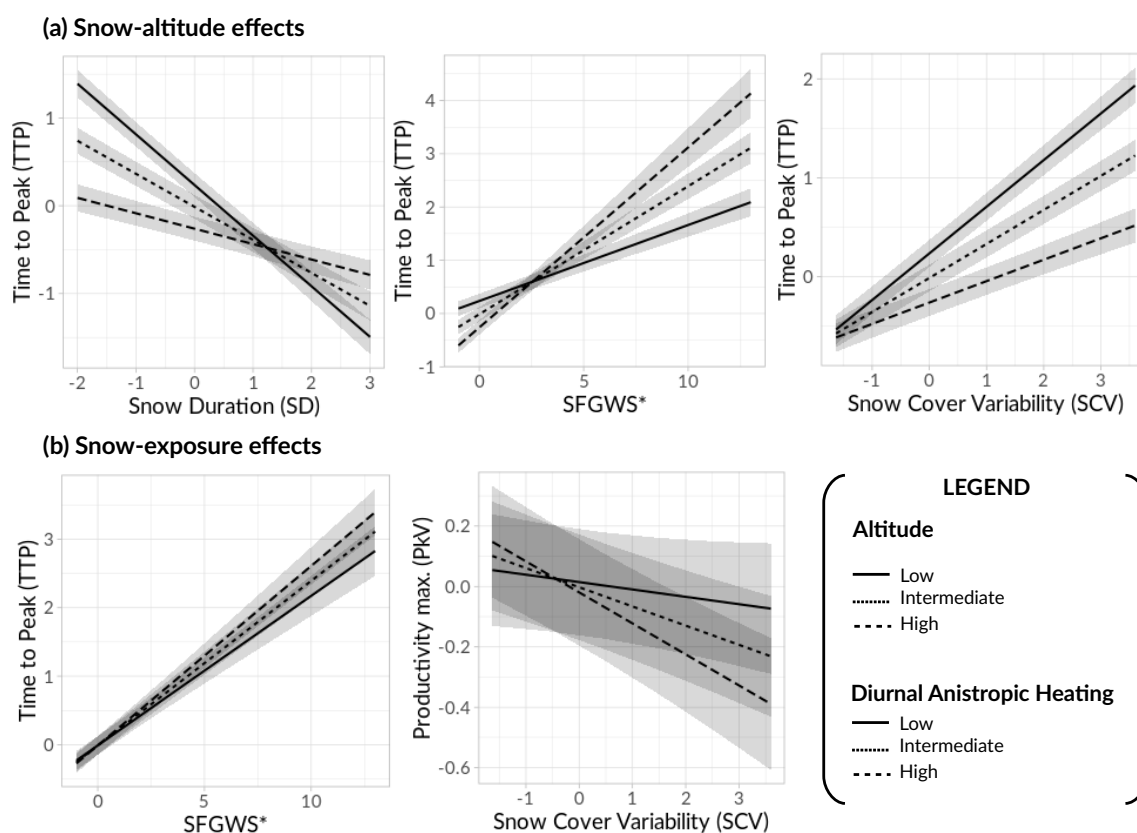 (a) Snow-altitude effects
Time to Peak (TTP)
1
0
-1
-2
-1
0
1
2
3
Snow Duration (SD)
Time to Peak (TTP)
4
3
2
1
0
-1
0
5
10
SFGWS*
Time to Peak (TTP)
2
1
0
-1
0
1
2
3
Snow Cover Variability (SCV)
(b) Snow-exposure effects
Time to Peak (TTP)
3
2
1
0
0
5
10
SFGWS*
Productivity max. (PkV)
0.2
0.0
-0.2
-0.4
-0.6
-1
0
1
2
3
Snow Cover Variability (SCV)
LEGEND
Altitude
Low
Intermediate
High
Diurnal Anistropic Heating
Low
Intermediate
High